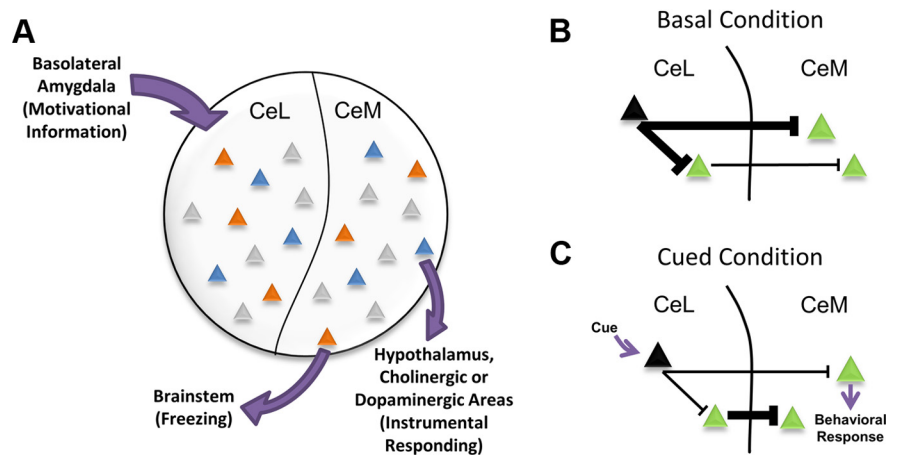 A
Basolateral
Amygdala
(Motivational
Information)
CeL
CeM
Brainstem
(Freezing)
Hypothalamus,
Cholinergic or
Dopaminergic Areas
(Instrumental
Responding)
B
Basal Condition
CeL
CeM
C
Cued Condition
CeL
CeM
Cue
Behavioral
Response